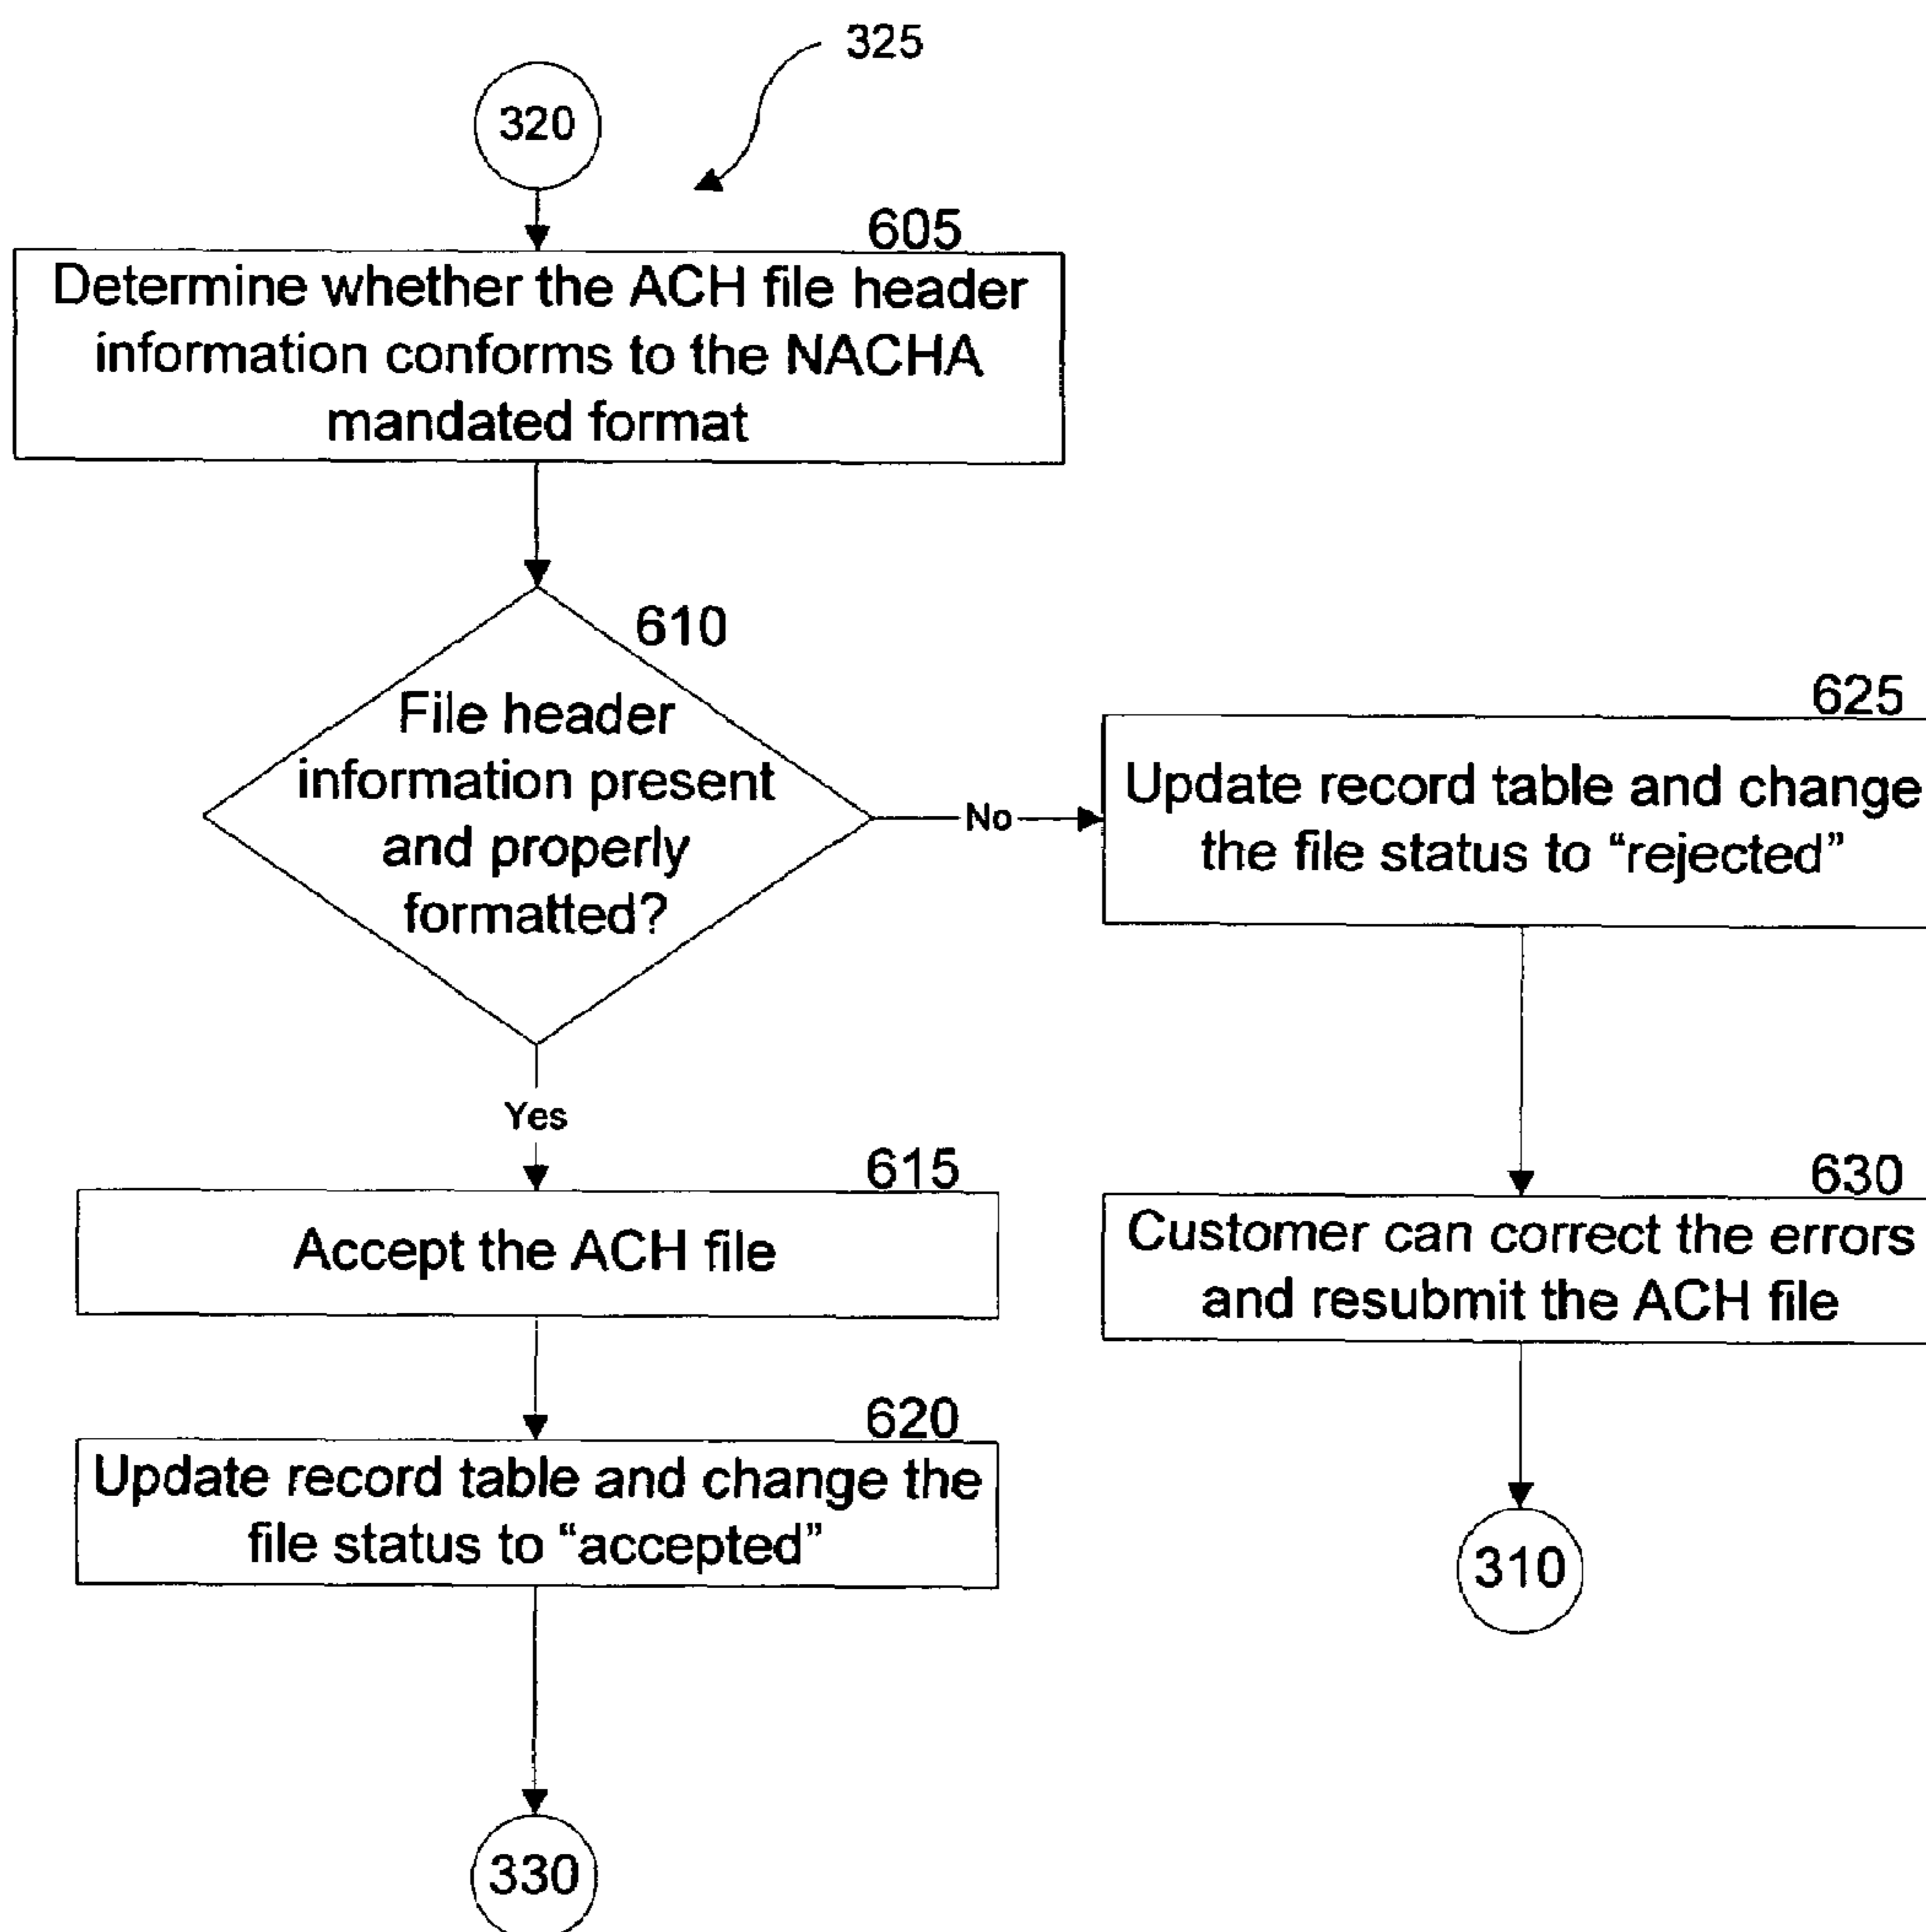 325
320
605
Determine whether the ACH file header
information conforms to the NACHA
mandated format
610
File header
information present
and properly
formatted?
No
625
Update record table and change
the file status to “rejected”
Yes
615
Accept the ACH file
630
Customer can correct the errors
and resubmit the ACH file
620
Update record table and change the
file status to “accepted”
310
330